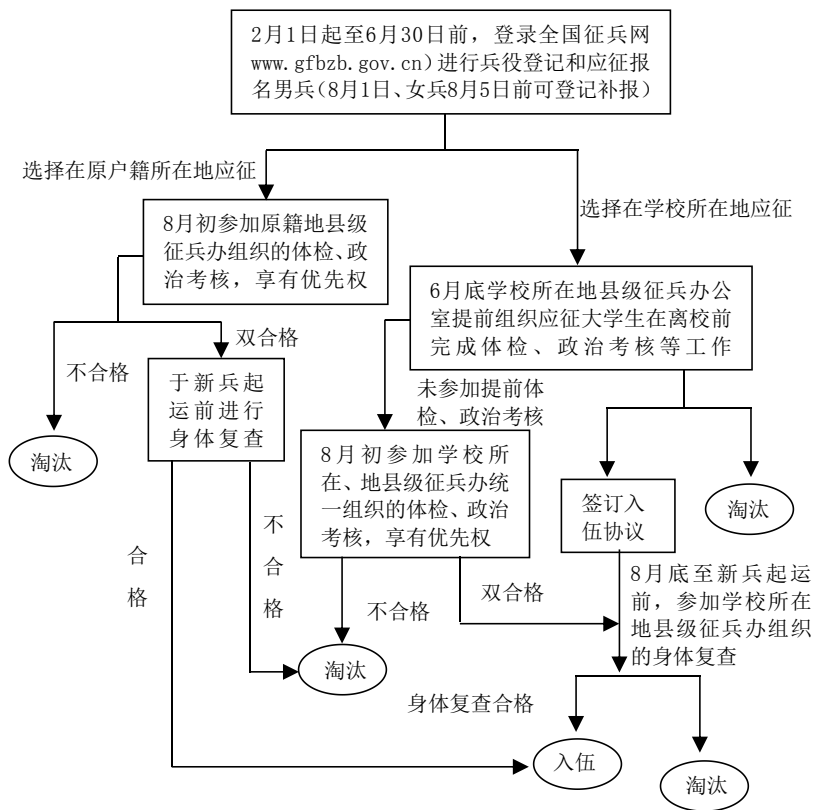 2月1日起至6月30日前，登录全国征兵网
www.gfbzb.gov.cn）进行兵役登记和应征报
名男兵（8月1日、女兵8月5日前可登记补报）
选择在原户籍所在地应征
选择在学校所在地应征
8月初参加原籍地县级
征兵办组织的体检、政
治考核，享有优先权
6月底学校所在地县级征兵办公
室提前组织应征大学生在离校前
完成体检、政治考核等工作
不合格
双合格
于新兵起
运前进行
身体复查
淘汰
未参加提前体
检、政治考核
8月初参加学校所
在、地县级征兵办统
一组织的体检、政治
考核，享有优先权
签订入
伍协议
淘汰
合
格
不
合
格
不合格
双合格
8月底至新兵起运
前，参加学校所在
地县级征兵办组织
的身体复查
淘汰
身体复查合格
入伍
淘汰